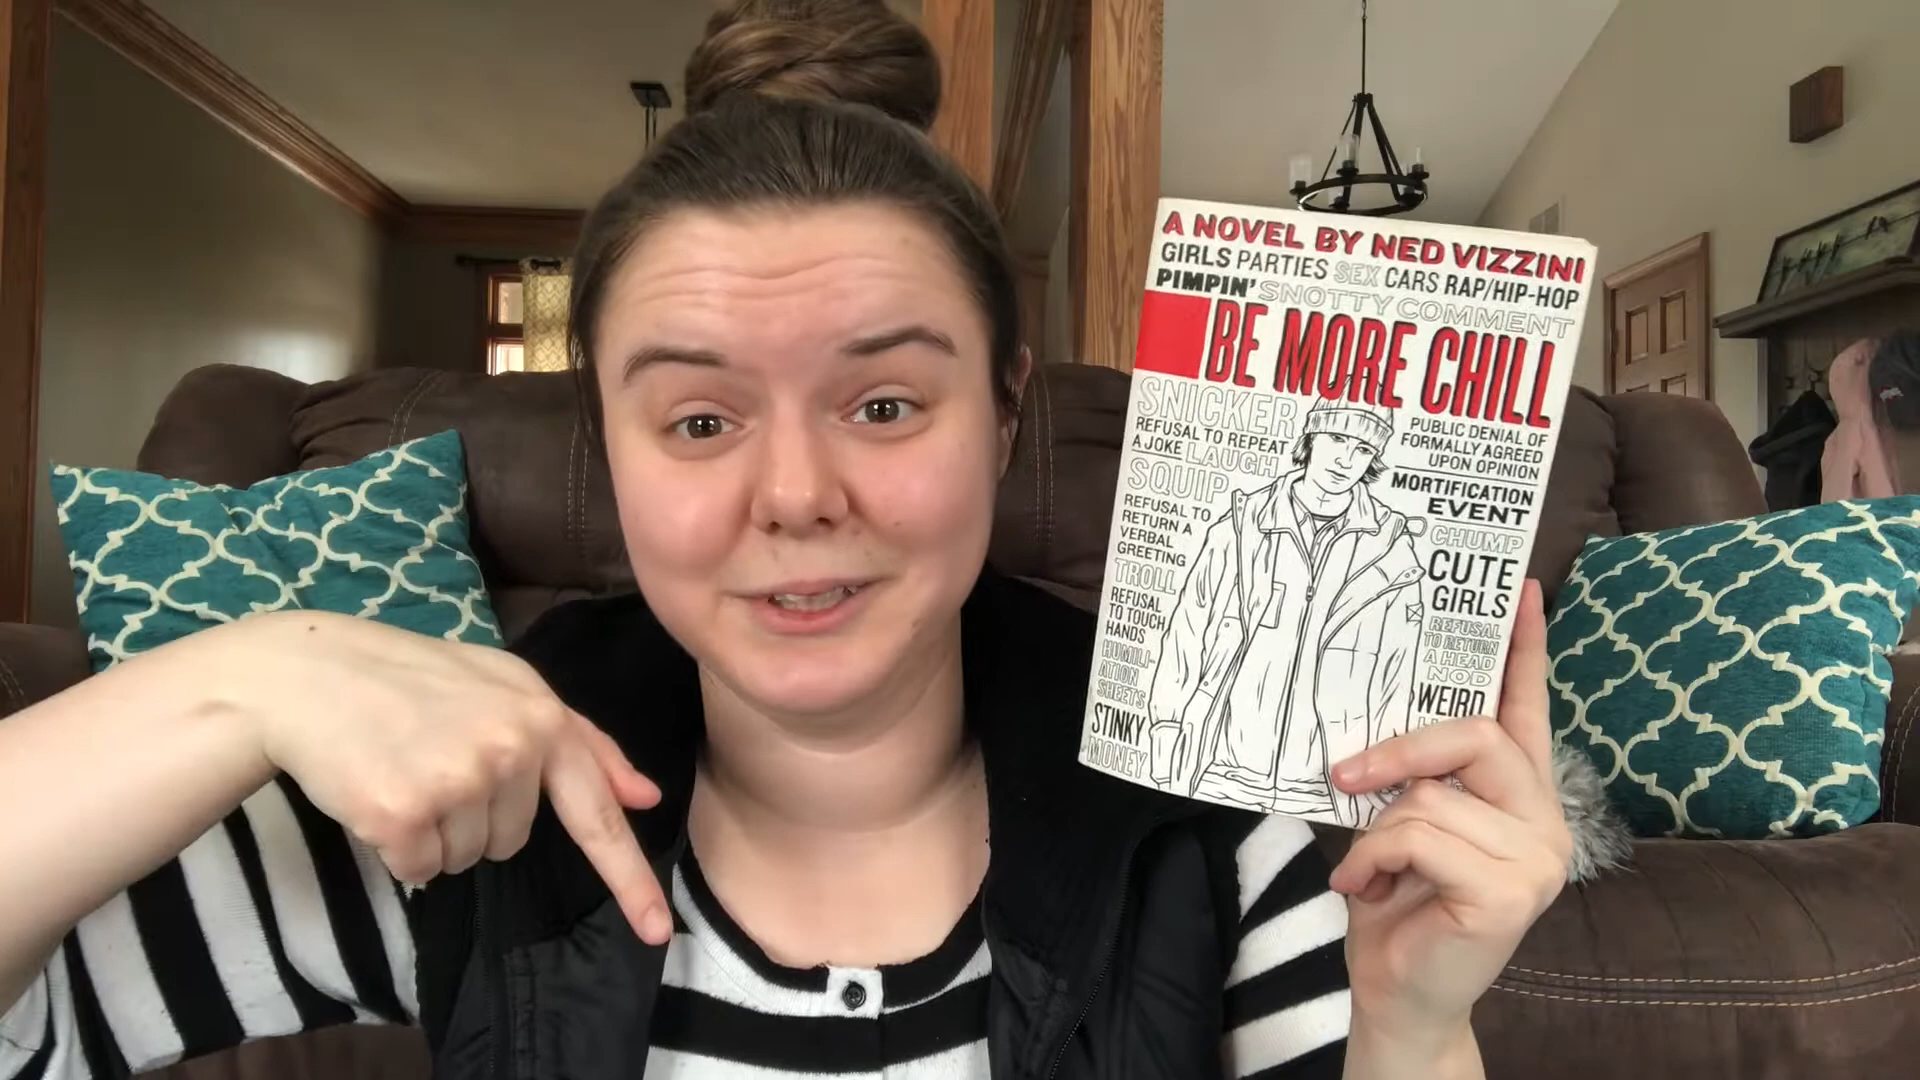 A NOVEL BY NED VIZZINI
GIRLS PARTIES SEX CARS RAP/HIP-HOP
PIMPIN' SNOTTY COMMENT
BE MORE CHILL
SNICKER
REFUSAL TO REPEAT
A JOKE LAUGH
SQUIP
REFUSAL TO
RETURN A
VERBAL
GREETING
TROLL
REFUSAL
TO TOUCH
HANDS
HUMILI-
ATION
SHEETS
STINKY
MONEY
PUBLIC DENIAL OF
FORMALLY AGREED
UPON OPINION
MORTIFICATION
EVENT
CHUMP
CUTE
GIRLS
REFUSAL
TO RETURN
A HEAD
NOD
WEIRD